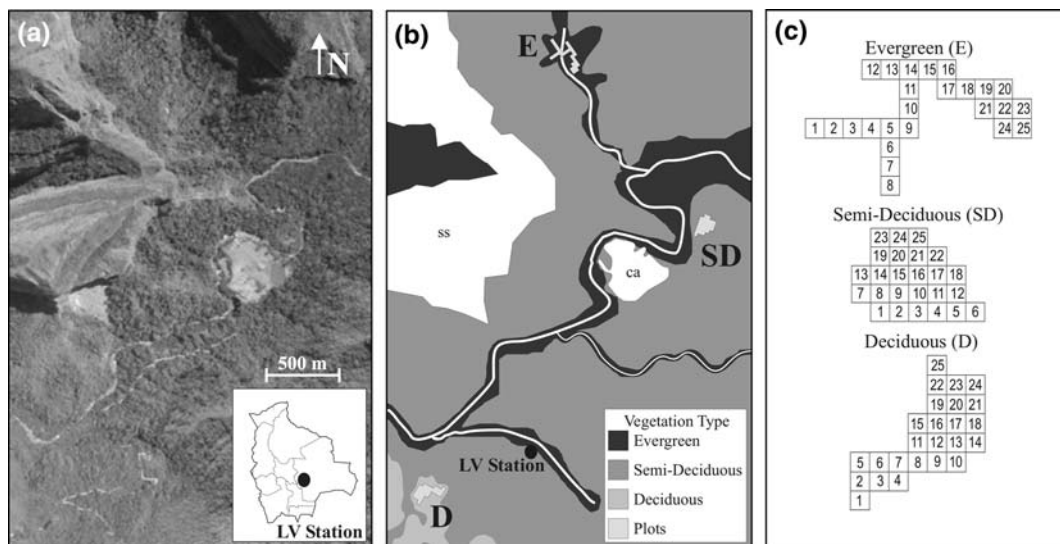 (a)
N
500 m
LV Station
(b)
E
ss
SD
ca
LV Station
D
Vegetation Type
Evergreen
Semi-Deciduous
Deciduous
Plots
(c)
Evergreen (E)
12 13 14 15 16
11 17 18 19 20
10 21 22 23
1 2 3 4 5 9 24 25
6
7
8
Semi-Deciduous (SD)
23 24 25
19 20 21 22
13 14 15 16 17 18
7 8 9 10 11 12
1 2 3 4 5 6
Deciduous (D)
25
22 23 24
19 20 21
15 16 17 18
11 12 13 14
5 6 7 8 9 10
2 3 4
1